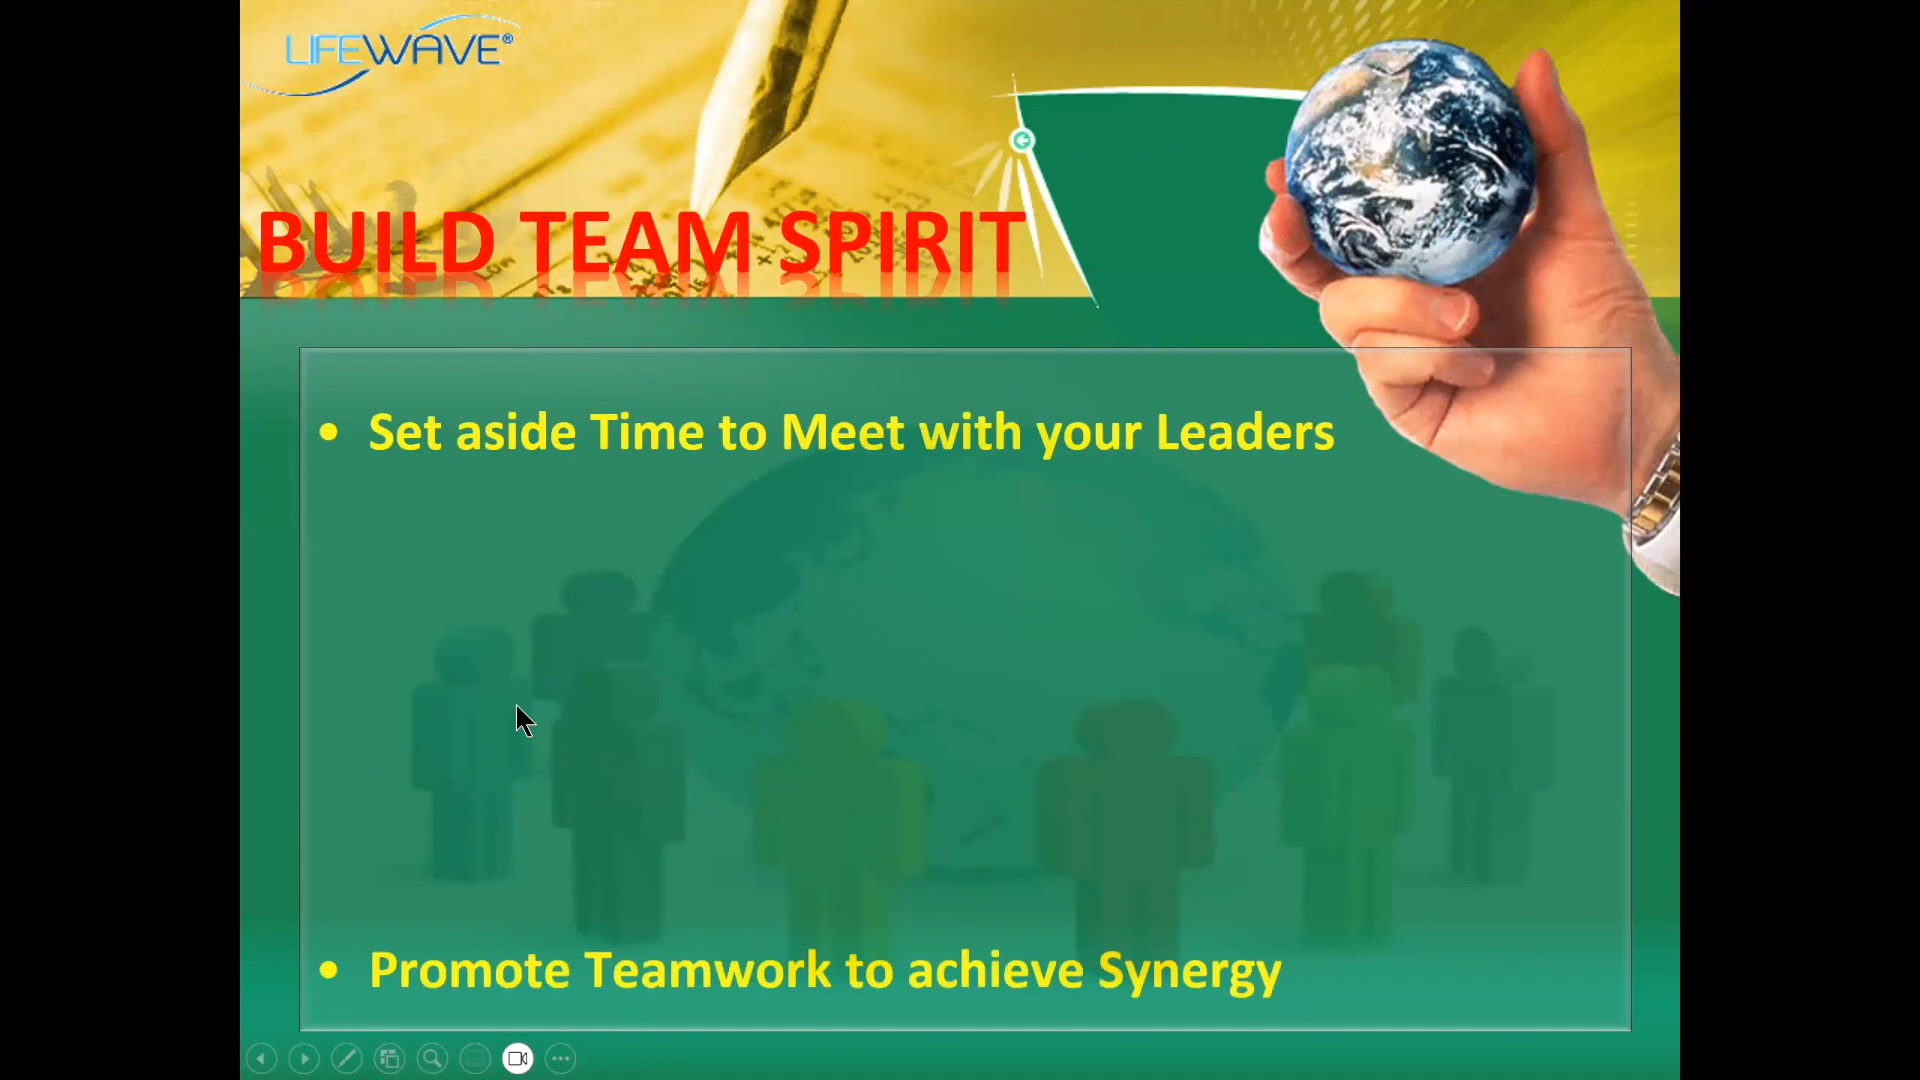 LIFEWAVE®
BUILD TEAM SPIRIT
• Set aside Time to Meet with your Leaders
• Promote Teamwork to achieve Synergy